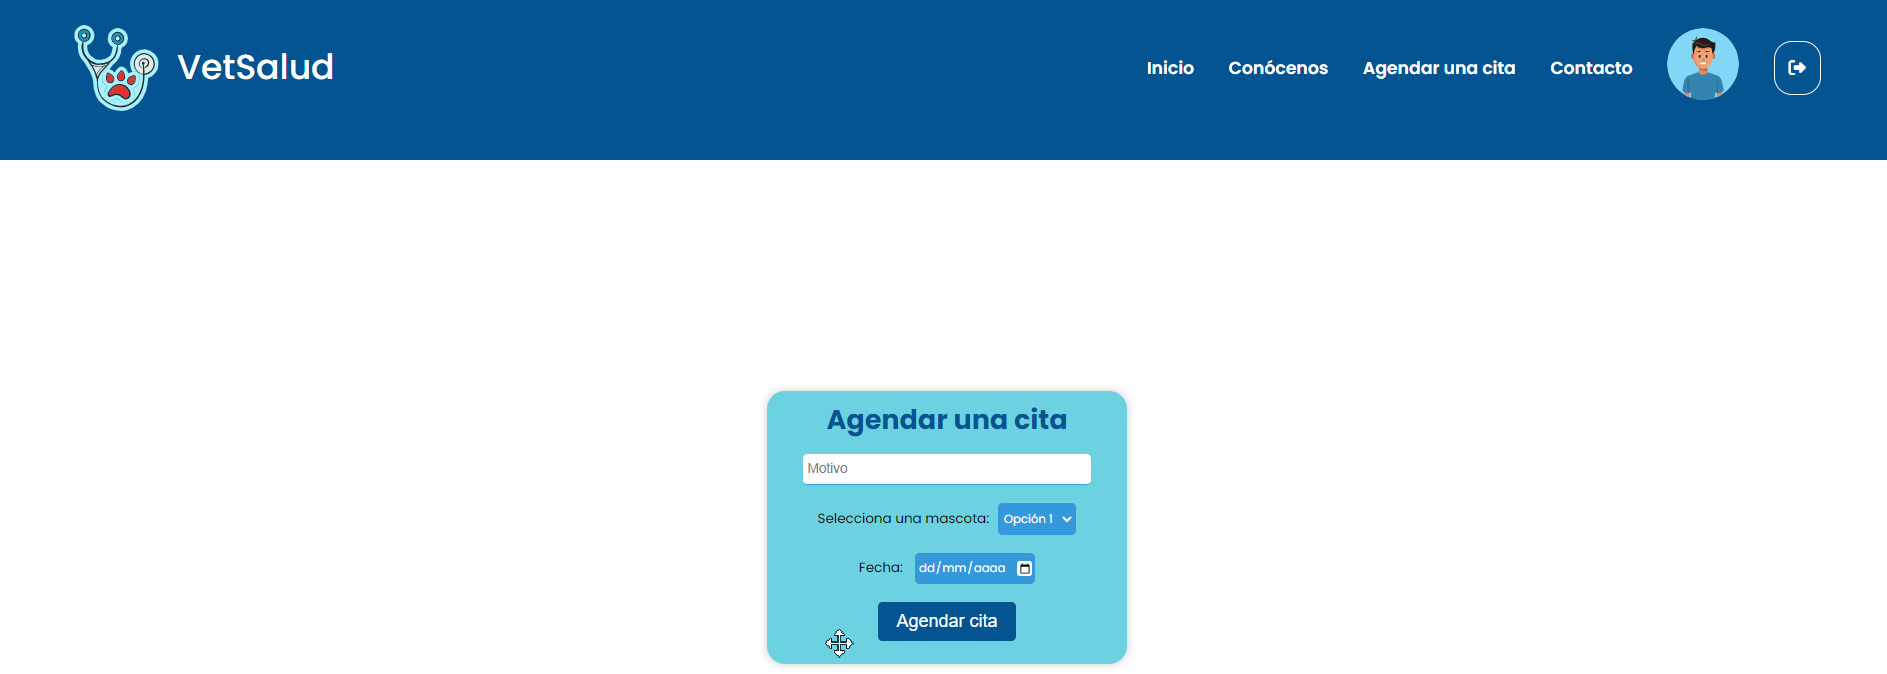 VetSalud
Inicio Conócenos Agendar una cita Contacto
Agendar una cita
Motivo
Selecciona una mascota: Opción 1
Fecha: dd/mm/aaaa
Agendar cita